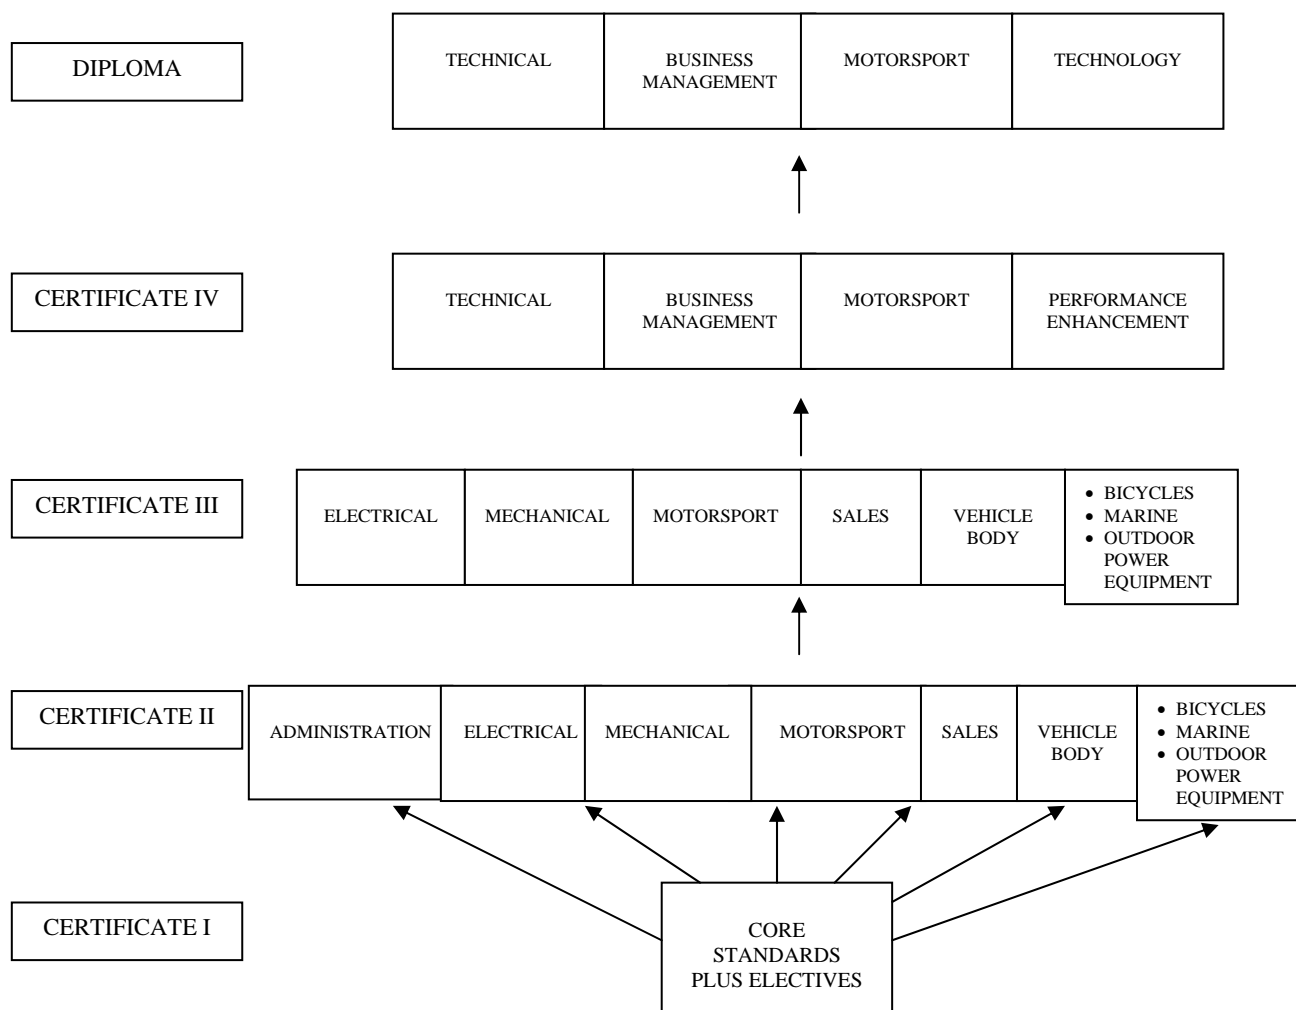 DIPLOMA
TECHNICAL
BUSINESS
MANAGEMENT
MOTORSPORT
TECHNOLOGY
CERTIFICATE IV
TECHNICAL
BUSINESS
MANAGEMENT
MOTORSPORT
PERFORMANCE
ENHANCEMENT
CERTIFICATE III
ELECTRICAL
MECHANICAL
MOTORSPORT
SALES
VEHICLE
BODY
• BICYCLES
• MARINE
• OUTDOOR
POWER
EQUIPMENT
CERTIFICATE II
ADMINISTRATION
ELECTRICAL
MECHANICAL
MOTORSPORT
SALES
VEHICLE
BODY
• BICYCLES
• MARINE
• OUTDOOR
POWER
EQUIPMENT
CERTIFICATE I
CORE
STANDARDS
PLUS ELECTIVES